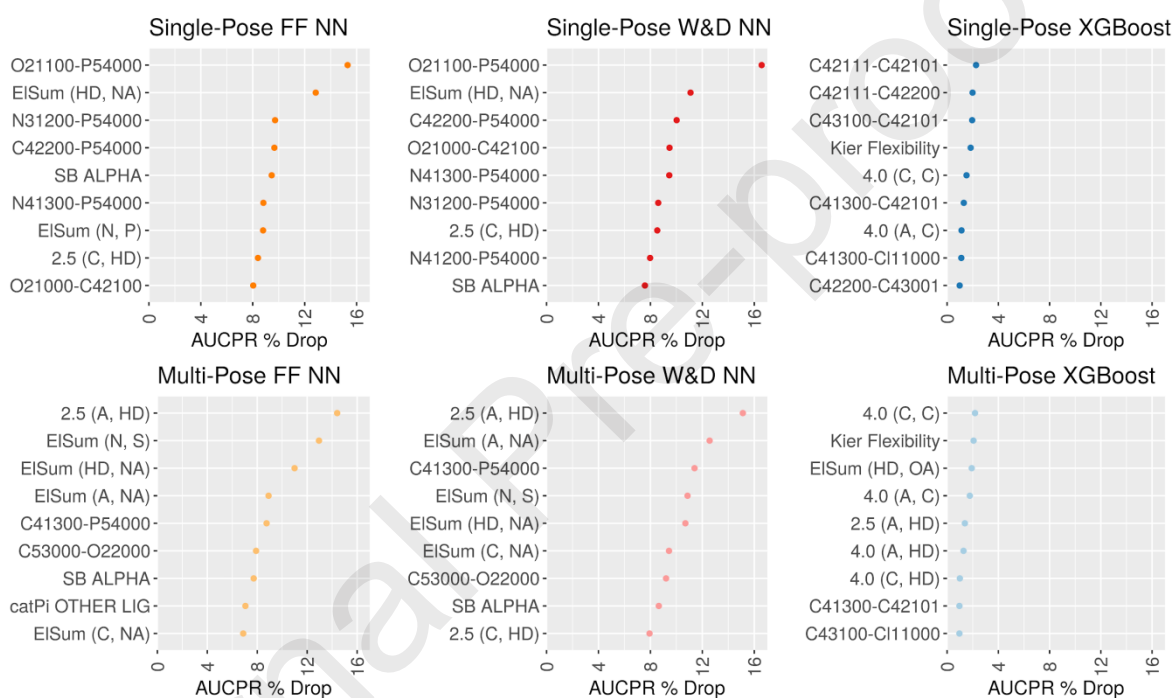 Single-Pose FF NN
O21100-P54000
ElSum (HD, NA)
N31200-P54000
C42200-P54000
SB ALPHA
N41300-P54000
ElSum (N, P)
2.5 (C, HD)
O21000-C42100
0 4 8 12 16
AUCPR % Drop
Single-Pose W&D NN
O21100-P54000
ElSum (HD, NA)
C42200-P54000
O21000-C42100
N41300-P54000
N31200-P54000
2.5 (C, HD)
N41200-P54000
SB ALPHA
0 4 8 12 16
AUCPR % Drop
Single-Pose XGBoost
C42111-C42101
C42111-C42200
C43100-C42101
Kier Flexibility
4.0 (C, C)
C41300-C42101
4.0 (A, C)
C41300-Cl11000
C42200-C43001
0 4 8 12 16
AUCPR % Drop
Multi-Pose FF NN
2.5 (A, HD)
ElSum (N, S)
ElSum (HD, NA)
ElSum (A, NA)
C41300-P54000
C53000-O22000
SB ALPHA
catPi OTHER LIG
ElSum (C, NA)
0 4 8 12 16
AUCPR % Drop
Multi-Pose W&D NN
2.5 (A, HD)
ElSum (A, NA)
C41300-P54000
ElSum (N, S)
ElSum (HD, NA)
ElSum (C, NA)
C53000-O22000
SB ALPHA
2.5 (C, HD)
0 4 8 12 16
AUCPR % Drop
Multi-Pose XGBoost
4.0 (C, C)
Kier Flexibility
ElSum (HD, OA)
4.0 (A, C)
2.5 (A, HD)
4.0 (A, HD)
4.0 (C, HD)
C41300-C42101
C43100-Cl11000
0 4 8 12 16
AUCPR % Drop
nal Pre-proo